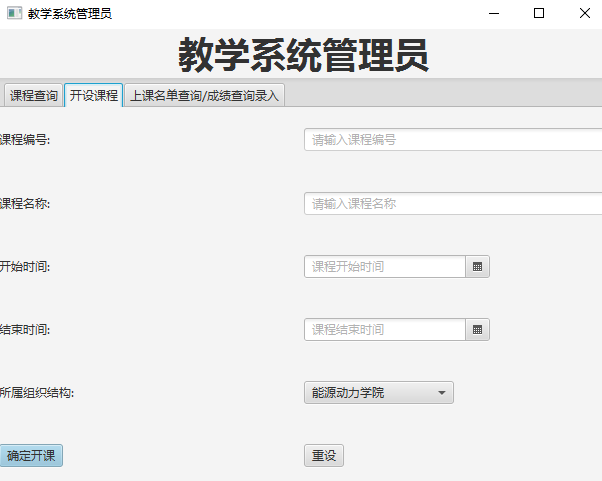 教学系统管理员
教学系统管理员
课程查询 开设课程 上课名单查询/成绩查询录入
课程编号: 请输入课程编号
课程名称: 请输入课程名称
开始时间: 课程开始时间
结束时间: 课程结束时间
所属组织结构: 能源动力学院
确定开课 重设